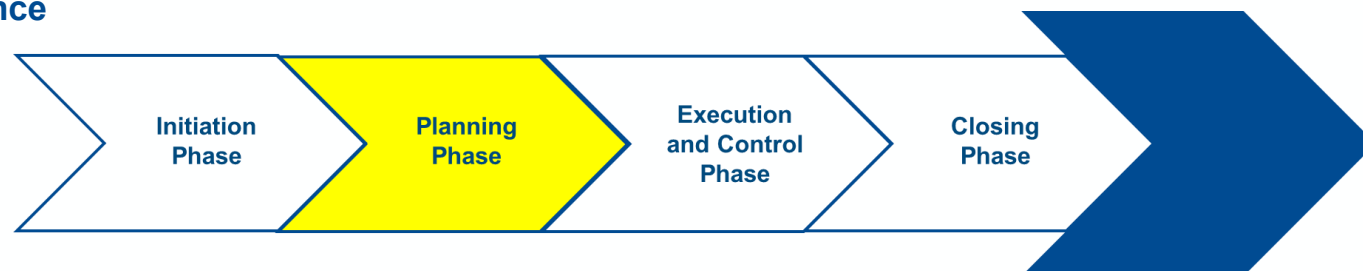 nce
Initiation
Phase
Planning
Phase
Execution
and Control
Phase
Closing
Phase